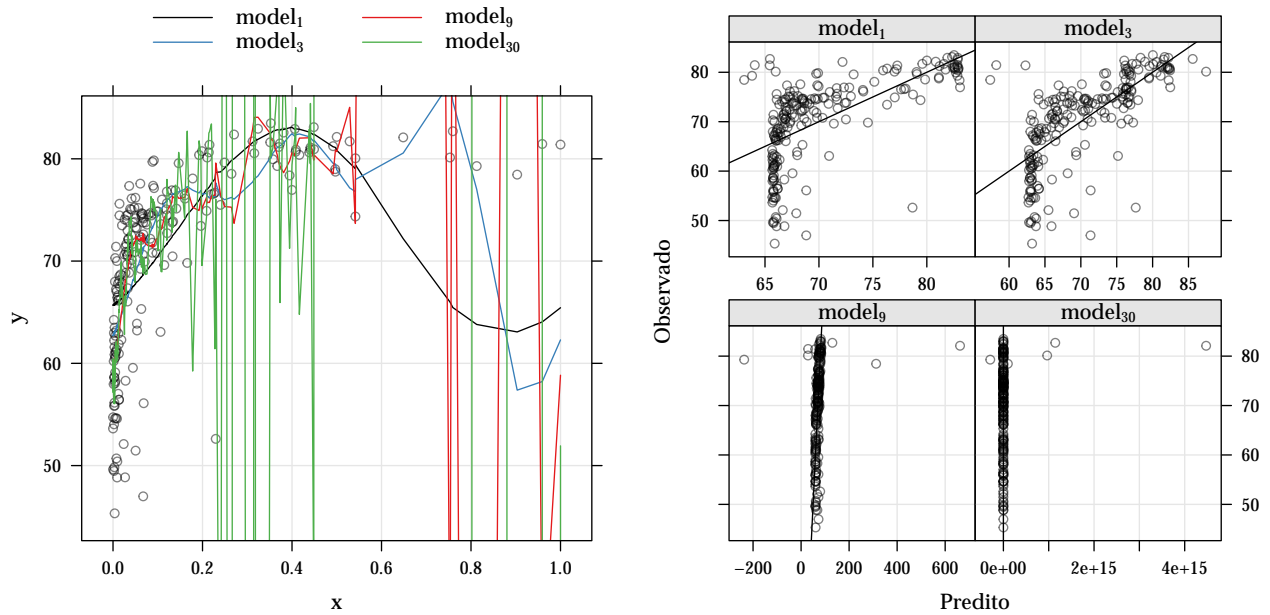 model1 model9
model3 model30
80
70
60
50
y
0.0 0.2 0.4 0.6 0.8 1.0
x
model1 model3
80
70
60
50
65 70 75 80
60 65 70 75 80 85
Observado
model9 model30
80
70
60
50
−200 0 200 400 600
0e+00 2e+15 4e+15
Predito